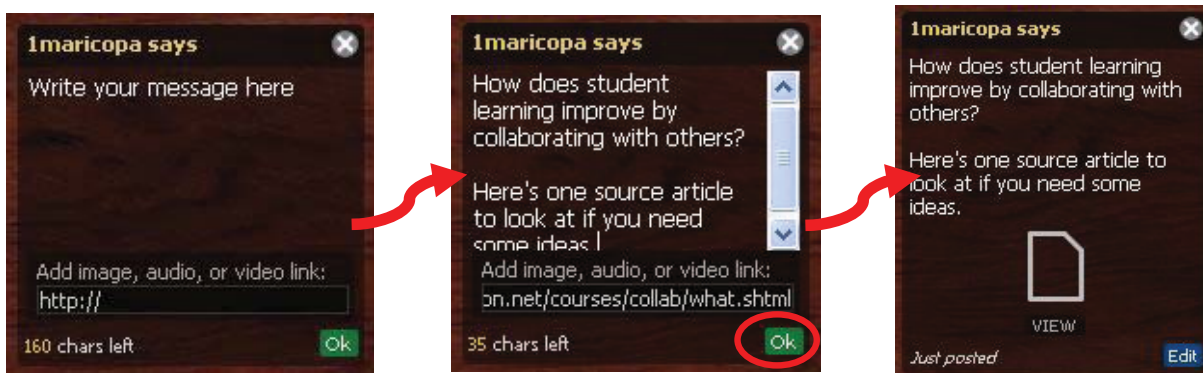 1maricopa says
Write your message here
Add image, audio, or video link:
http://
160 chars left
Ok
1maricopa says
How does student
learning improve by
collaborating with others?
Here's one source article
to look at if you need
some ideas.
Add image, audio, or video link:
on.net/courses/collab/what.shtml
35 chars left
Ok
1maricopa says
How does student learning
improve by collaborating with
others?
Here's one source article to
look at if you need some
ideas.
VIEW
Just posted
Edit